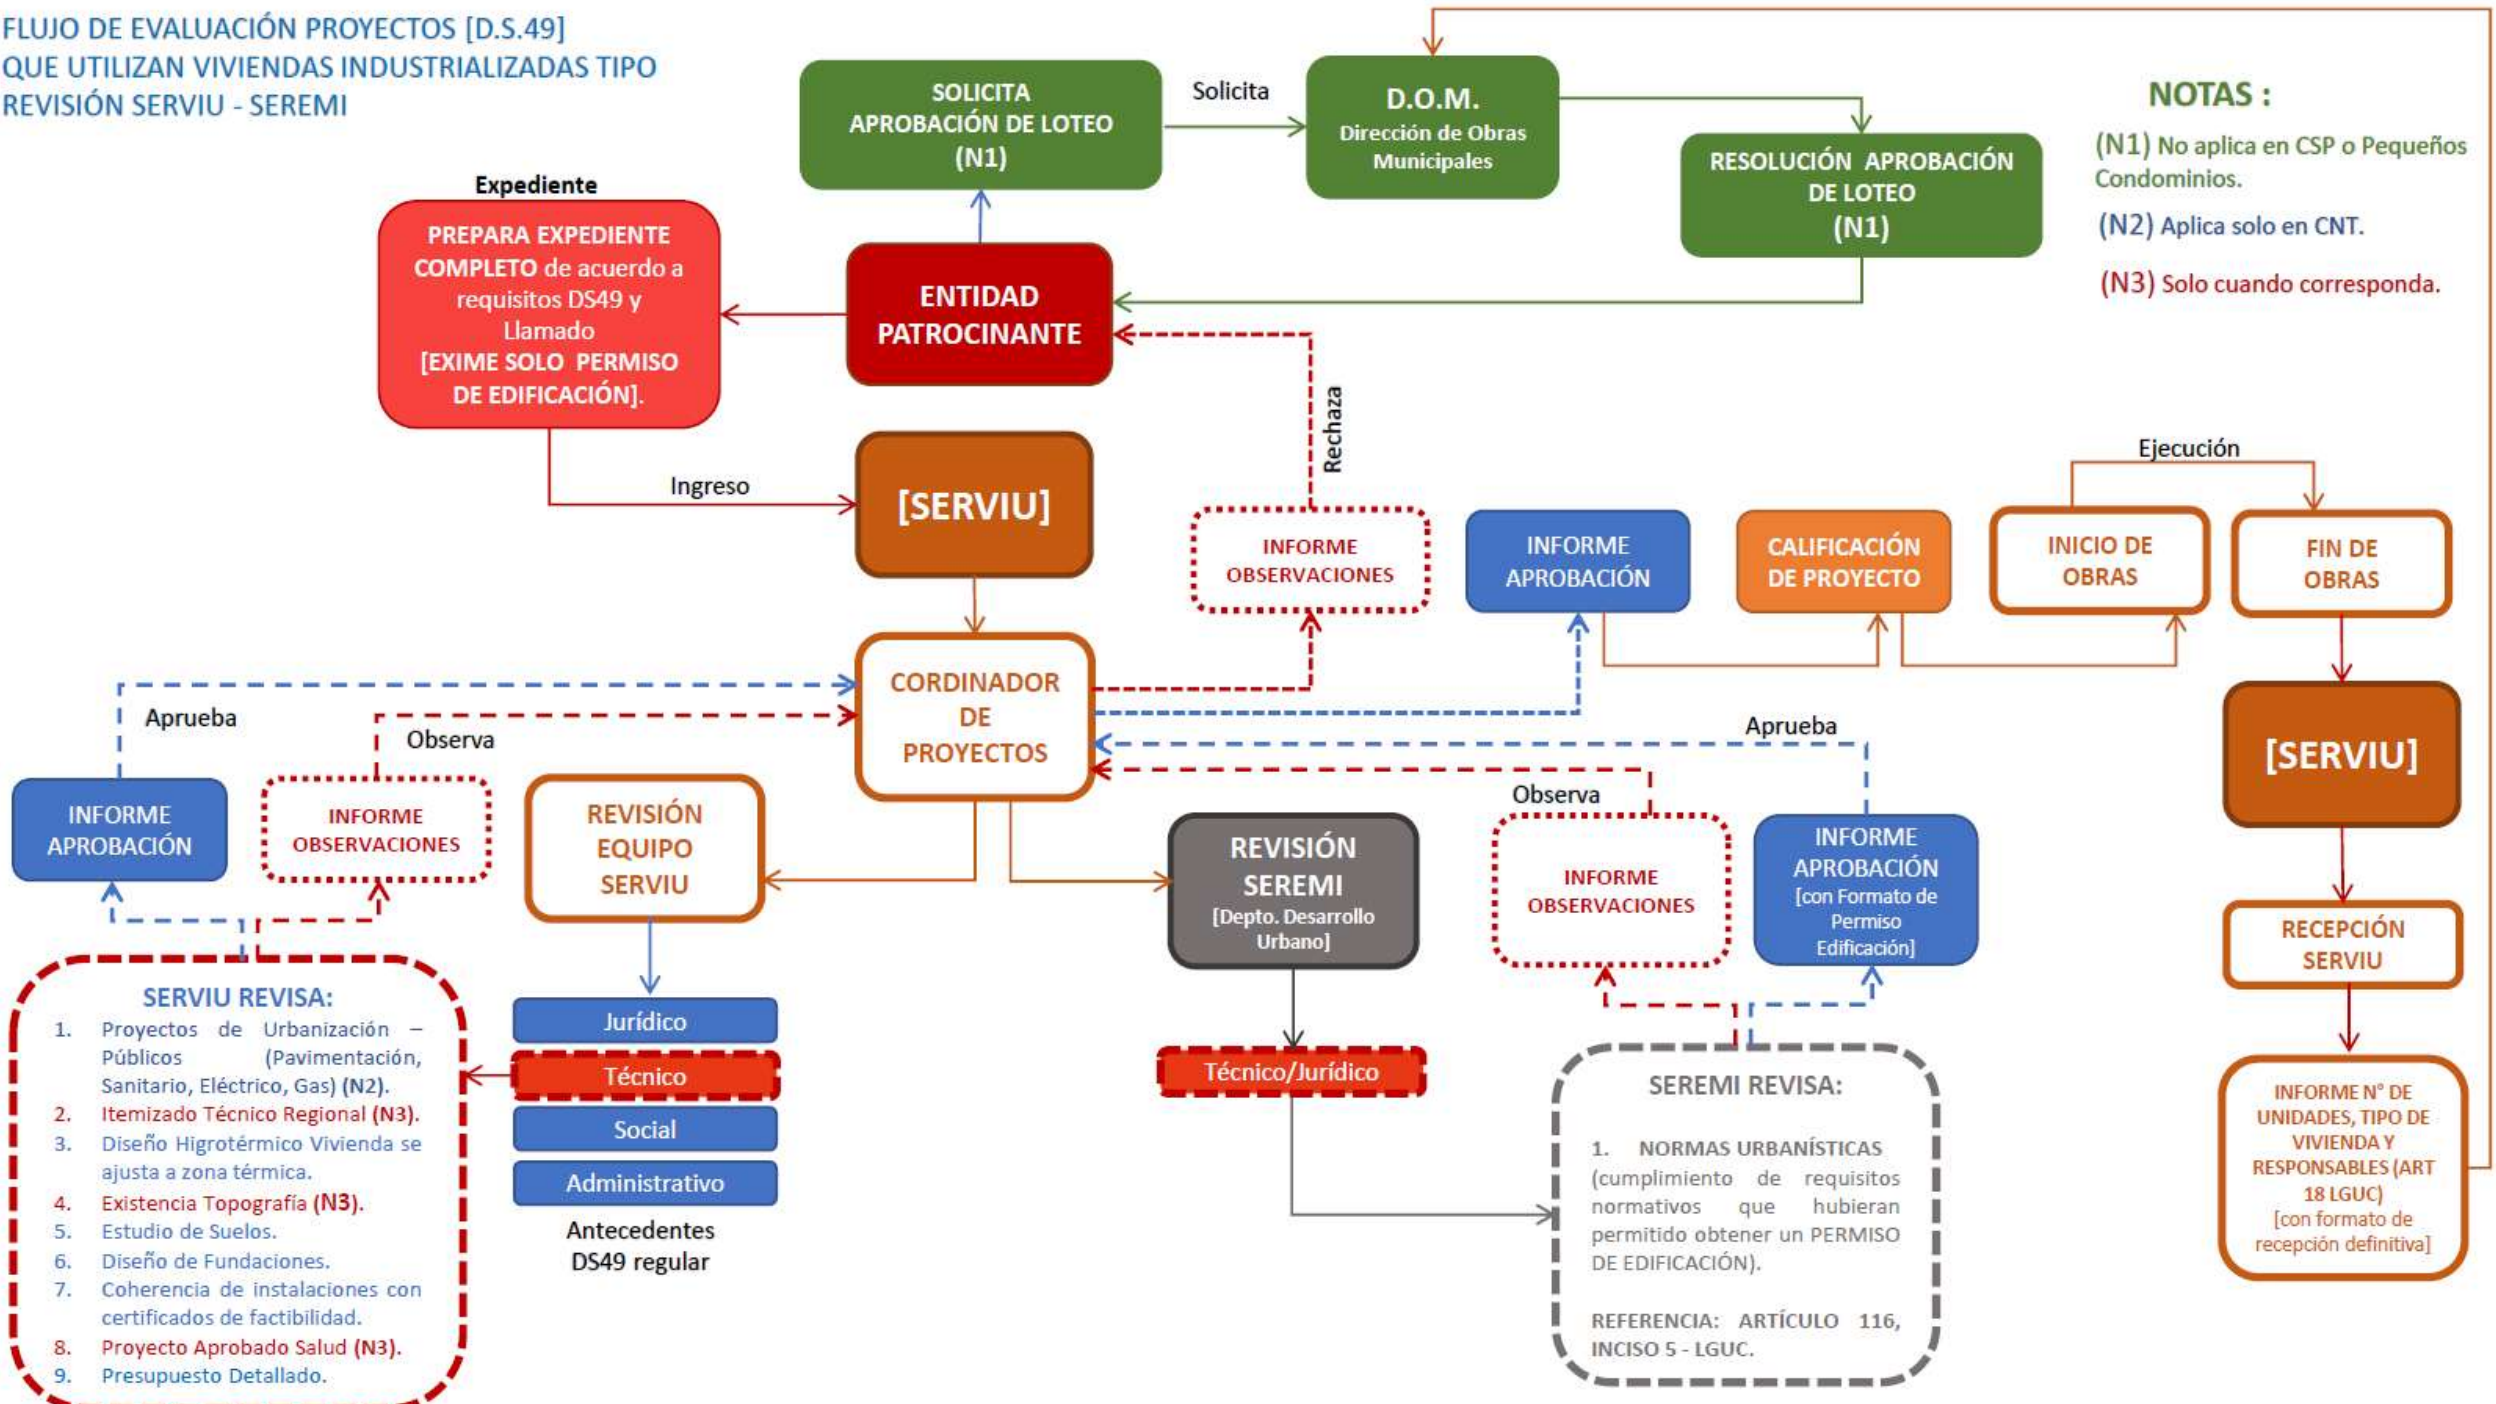 FLUJO DE EVALUACIÓN PROYECTOS [D.S.49]
QUE UTILIZAN VIVIENDAS INDUSTRIALIZADAS TIPO
REVISIÓN SERVIU - SEREMI
SOLICITA
APROBACIÓN DE LOTEO
(N1)
Solicita
D.O.M.
Dirección de Obras
Municipales
RESOLUCIÓN APROBACIÓN
DE LOTEO
(N1)
NOTAS :
(N1) No aplica en CSP o Pequeños
Condominios.
(N2) Aplica solo en CNT.
(N3) Solo cuando corresponda.
Expediente
PREPARA EXPEDIENTE
COMPLETO de acuerdo a
requisitos DS49 y
Llamado
[EXIME SOLO PERMISO
DE EDIFICACIÓN].
ENTIDAD
PATROCINANTE
Rechaza
Ingreso
[SERVIU]
INFORME
OBSERVACIONES
INFORME
APROBACIÓN
CALIFICACIÓN
DE PROYECTO
Ejecución
INICIO DE
OBRAS
FIN DE
OBRAS
CORDINADOR
DE
PROYECTOS
Aprueba
Observa
INFORME
APROBACIÓN
INFORME
OBSERVACIONES
REVISIÓN
EQUIPO
SERVIU
REVISIÓN
SEREMI
[Depto. Desarrollo
Urbano]
Observa
INFORME
OBSERVACIONES
Aprueba
INFORME
APROBACIÓN
[con Formato de
Permiso
Edificación]
[SERVIU]
RECEPCIÓN
SERVIU
SERVIU REVISA:
1. Proyectos de Urbanización –
Públicos (Pavimentación,
Sanitario, Eléctrico, Gas) (N2).
2. Itemizado Técnico Regional (N3).
3. Diseño Higrotérmico Vivienda se
ajusta a zona térmica.
4. Existencia Topografía (N3).
5. Estudio de Suelos.
6. Diseño de Fundaciones.
7. Coherencia de instalaciones con
certificados de factibilidad.
8. Proyecto Aprobado Salud (N3).
9. Presupuesto Detallado.
Jurídico
Técnico
Social
Administrativo
Antecedentes
DS49 regular
Técnico/Jurídico
SEREMI REVISA:
1. NORMAS URBANÍSTICAS
(cumplimiento de requisitos
normativos que hubieran
permitido obtener un PERMISO
DE EDIFICACIÓN).
REFERENCIA: ARTÍCULO 116,
INCISO 5 - LGUC.
INFORME N° DE
UNIDADES, TIPO DE
VIVIENDA Y
RESPONSABLES (ART
18 LGUC)
[con formato de
recepción definitiva]